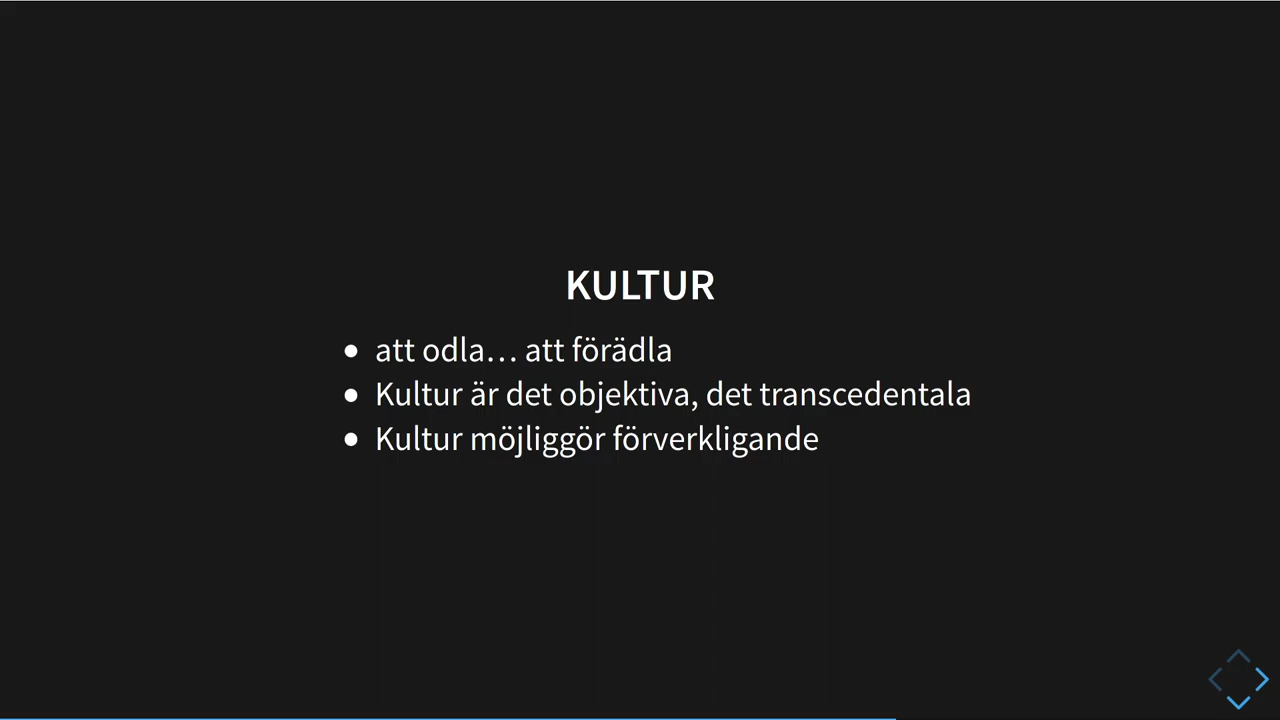 KULTUR
att odla… att förädla
Kultur är det objektiva, det transcedentala
Kultur möjliggör förverkligande